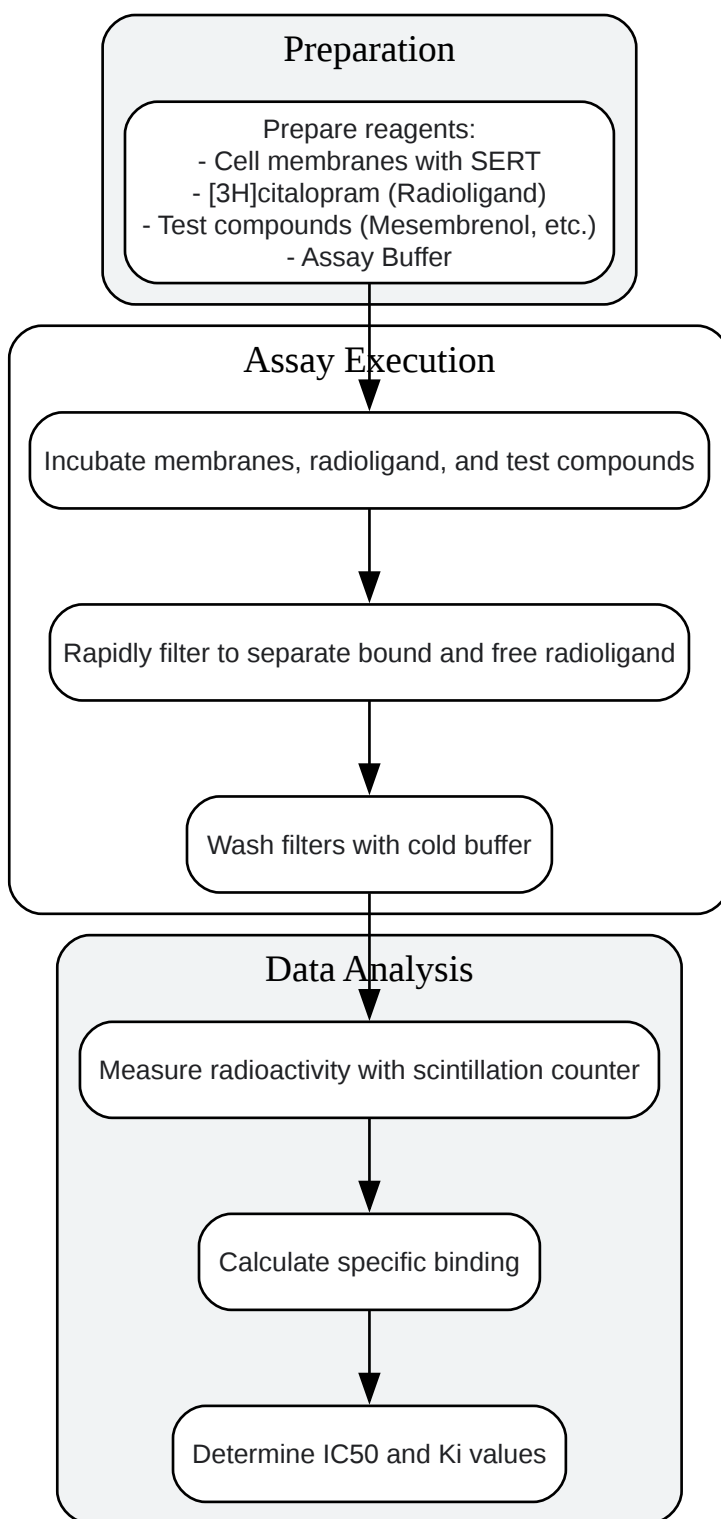 Preparation
Prepare reagents:
- Cell membranes with SERT
- [3H]citalopram (Radioligand)
- Test compounds (Mesembrenol, etc.)
- Assay Buffer
Assay Execution
Incubate membranes, radioligand, and test compounds
Rapidly filter to separate bound and free radioligand
Wash filters with cold buffer
Data Analysis
Measure radioactivity with scintillation counter
Calculate specific binding
Determine IC50 and Ki values